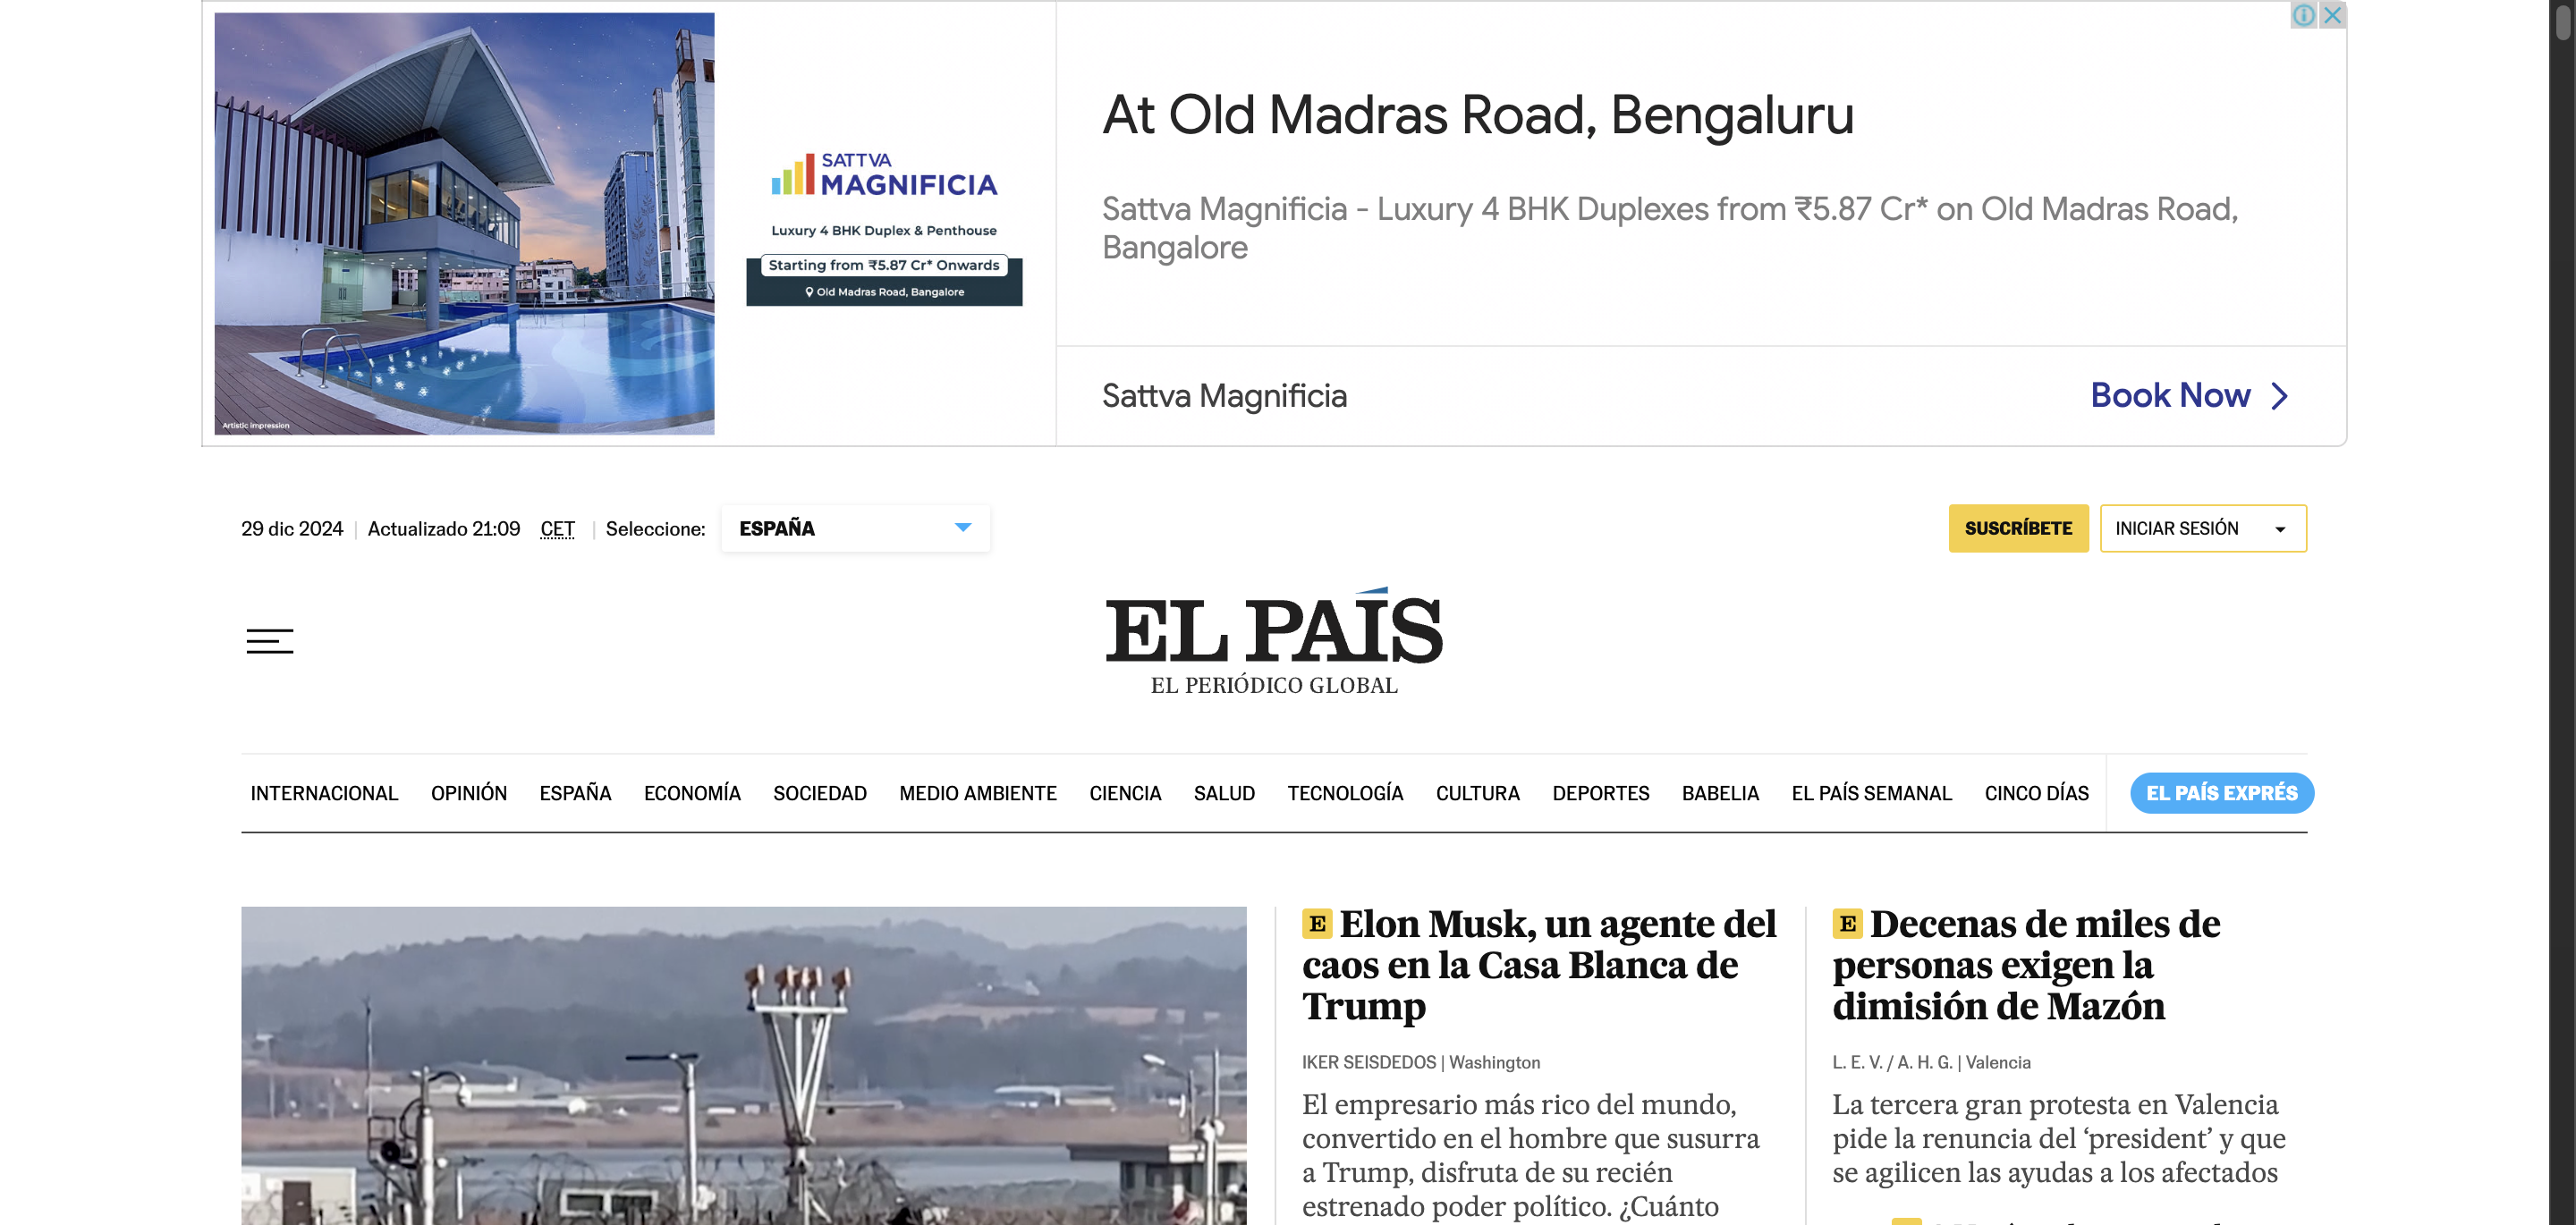 At Old Madras Road, Bengaluru
SATTVA
MAGNIFICIA
Luxury 4 BHK Duplex & Penthouse
Starting from ₹5.87 Cr* Onwards
Old Madras Road, Bangalore
Artistic impression
Sattva Magnificia - Luxury 4 BHK Duplexes from ₹5.87 Cr* on Old Madras Road,
Bangalore
Sattva Magnificia
Book Now
29 dic 2024 | Actualizado 21:09 CET | Seleccione: ESPAÑA
SUSCRÍBETE
INICIAR SESIÓN
EL PAÍS
EL PERIÓDICO GLOBAL
INTERNACIONAL OPINIÓN ESPAÑA ECONOMÍA SOCIEDAD MEDIO AMBIENTE CIENCIA SALUD TECNOLOGÍA CULTURA DEPORTES BABELIA EL PAÍS SEMANAL CINCO DÍAS EL PAÍS EXPRÉS
E Elon Musk, un agente del
caos en la Casa Blanca de
Trump
IKER SEISDEDOS | Washington
El empresario más rico del mundo,
convertido en el hombre que susurra
a Trump, disfruta de su recién
estrenado poder político. ¿Cuánto
E Decenas de miles de
personas exigen la
dimisión de Mazón
L. E. V. / A. H. G. | Valencia
La tercera gran protesta en Valencia
pide la renuncia del ‘president’ y que
se agilicen las ayudas a los afectados